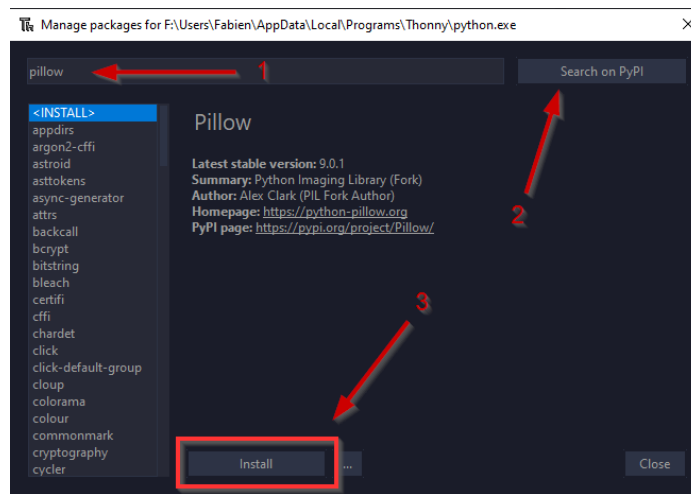 Manage packages for F:\Users\Fabien\AppData\Local\Programs\Thonny\python.exe
pillow
1
Search on PyPI
<INSTALL>
appdirs
argon2-cffi
astroid
asttokens
async-generator
attrs
backcall
bcrypt
bitstring
bleach
certifi
cffi
chardet
click
click-default-group
cloup
colorama
colour
commonmark
cryptography
cycler
Pillow
Latest stable version: 9.0.1
Summary: Python Imaging Library (Fork)
Author: Alex Clark (PIL Fork Author)
Homepage: https://python-pillow.org
PyPI page: https://pypi.org/project/Pillow/
2
3
Install
...
Close